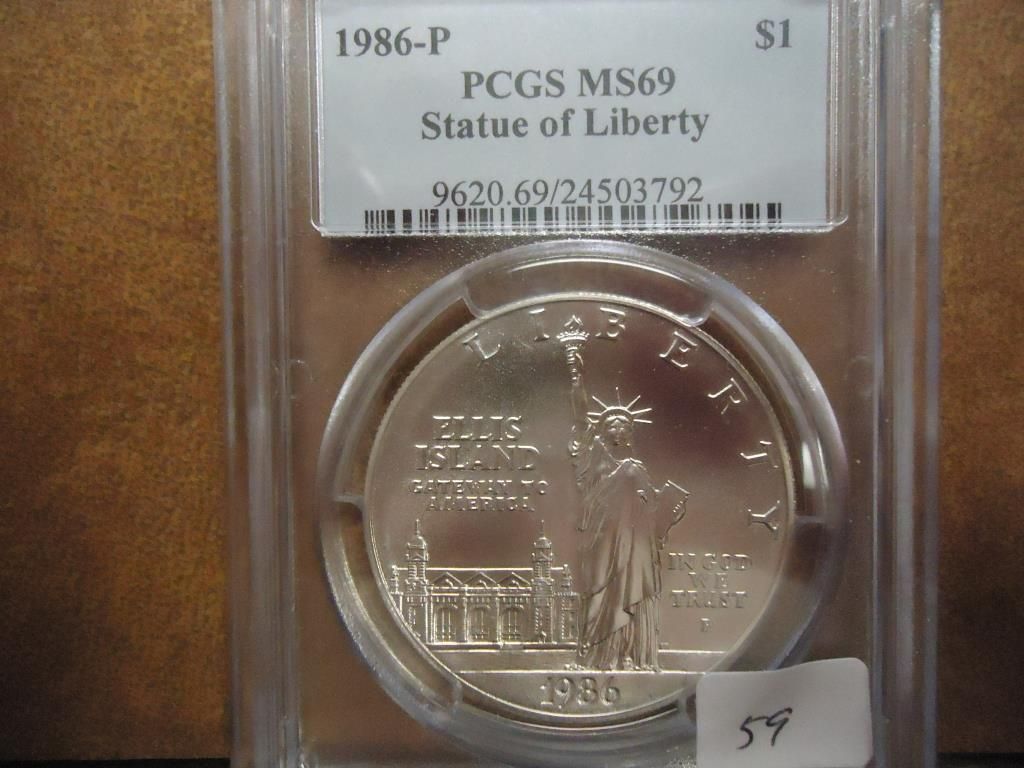 1986-P $1
PCGS MS69
Statue of Liberty
9620.69/24503792
LIBERTY
ELLIS
ISLAND
GATEWAY TO
AMERICA
IN GOD
WE
TRUST
P
1986
59